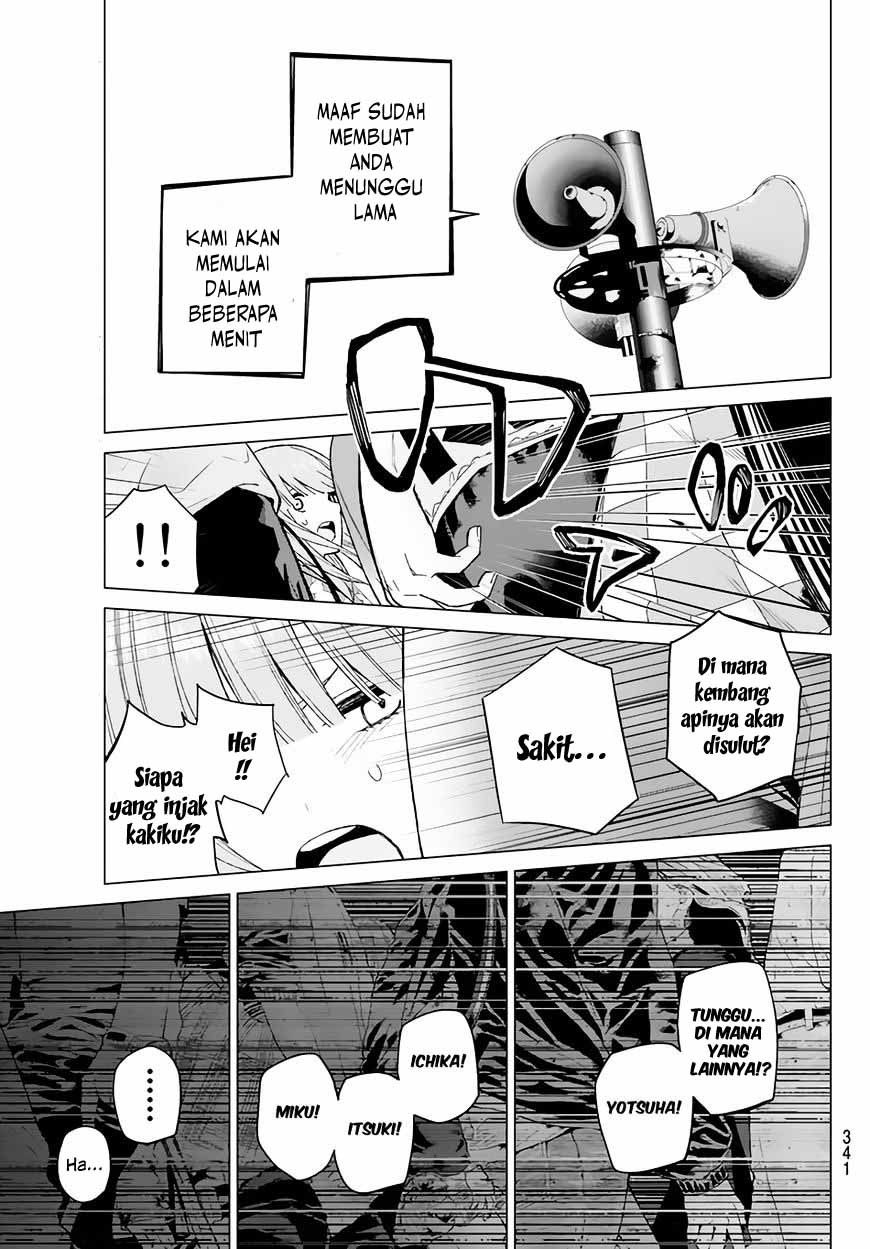 MAAF SUDAH
MEMBUAT
ANDA
MENUNGGU
LAMA
KAMI AKAN
MEMULAI
DALAM
BEBERAPA
MENIT
!!
Di mana
kembang
apinya akan
disulut?
Sakit...
Hei
!!
Siapa
yang injak
kakiku!?
TUNGGU...
DI MANA
YANG
LAINNYA!?
YOTSUHA!
ICHIKA!
ITSUKI!
MIKU!
......
Ha...
341